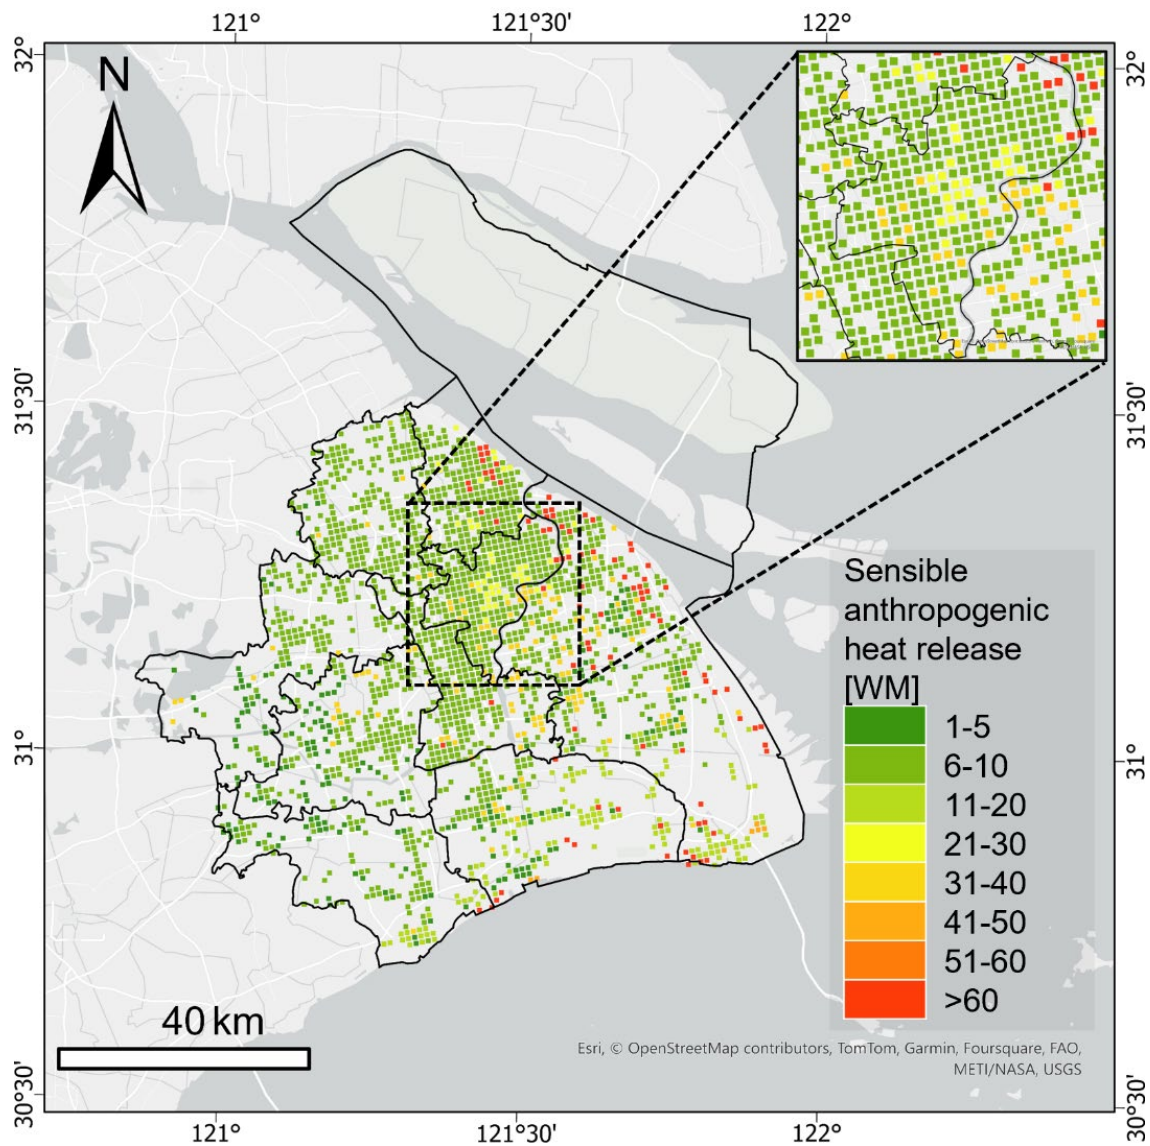 121°
121°30'
122°
32°
N
32°
31°30'
31°30'
Sensible
anthropogenic
heat release
[WM]
1-5
6-10
11-20
21-30
31-40
41-50
51-60
>60
31°
31°
40 km
Esri, © OpenStreetMap contributors, TomTom, Garmin, Foursquare, FAO,
METI/NASA, USGS
30°30'
30°30'
121°
121°30'
122°